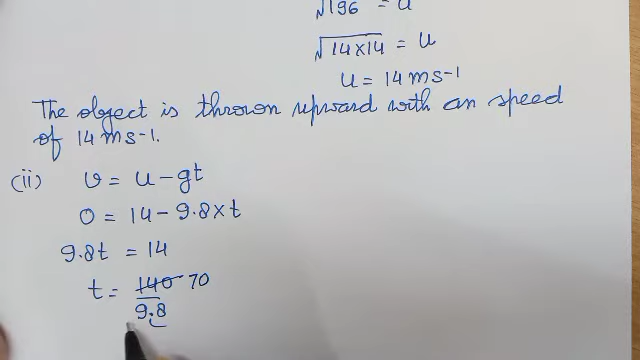 √196 = u
√14×14 = u
u = 14 ms-1
The object is thrown upward with an speed
of 14 ms-1.
(ii) v = u - gt
0 = 14 - 9.8×t
9.8t = 14
t = 140 70
9.8